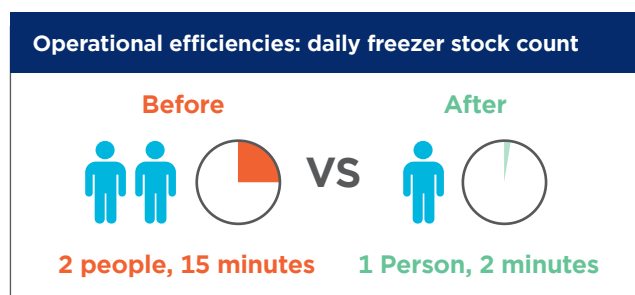 Operational efficiencies: daily freezer stock count
Before
After
VS
2 people, 15 minutes
1 Person, 2 minutes